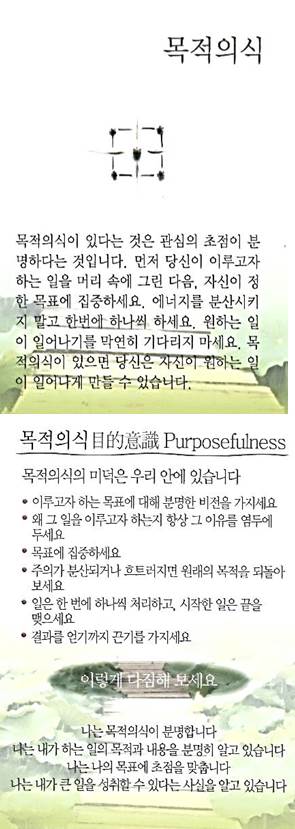 목적의식
목적의식이 있다는 것은 관심의 초점이 분
명하다는 것입니다. 먼저 당신이 이루고자
하는 일을 머리 속에 그린 다음, 자신이 정
한 목표에 집중하세요. 에너지를 분산시키
지 말고 한번에 하나씩 하세요. 원하는 일
이 일어나기를 막연히 기다리지 마세요. 목
적의식이 있으면 당신은 자신이 원하는 일
이 일어나게 만들 수 있습니다.
목적의식目的意識 Purposefulness
목적의식의 미덕은 우리 안에 있습니다
• 이루고자 하는 목표에 대해 분명한 비전을 가지세요
• 왜 그 일을 이루고자 하는지 항상 그 이유를 염두에
두세요
• 목표에 집중하세요
• 주의가 분산되거나 흐트러지면 원래의 목적을 되돌아
보세요
• 일은 한 번에 하나씩 처리하고, 시작한 일은 끝을
맺으세요
• 결과를 얻기까지 끈기를 가지세요
이렇게 다짐해 보세요
나는 목적의식이 분명합니다
나는 내가 하는 일의 목적과 내용을 분명히 알고 있습니다
나는 나의 목표에 초점을 맞춥니다
나는 내가 큰 일을 성취할 수 있다는 사실을 알고 있습니다